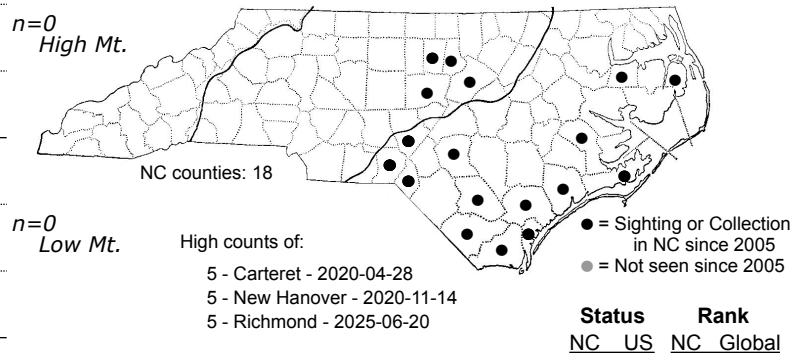 n=0
High Mt.
NC counties: 18
n=0
Low Mt.
High counts of:
5 - Carteret - 2020-04-28
5 - New Hanover - 2020-11-14
5 - Richmond - 2025-06-20
= Sighting or Collection
in NC since 2005
= Not seen since 2005
Status Rank
NC US NC Global